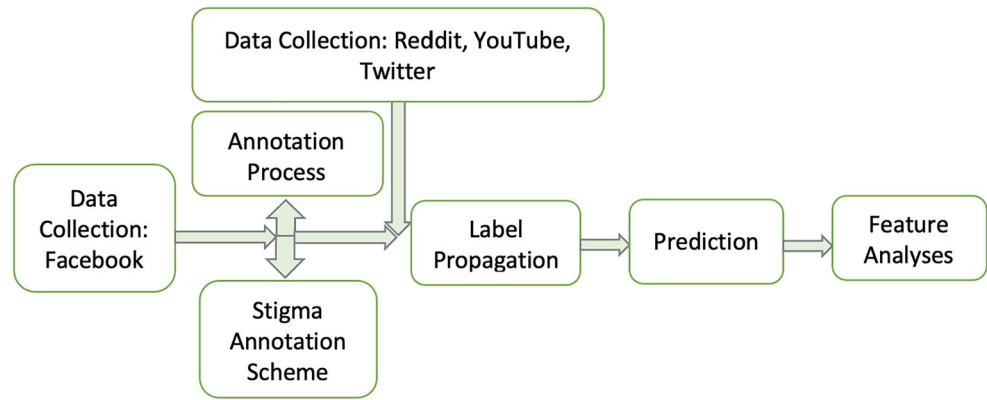 Data Collection: Reddit, YouTube,
Twitter
Annotation
Process
Data
Collection:
Facebook
Stigma
Annotation
Scheme
Label
Propagation
Prediction
Feature
Analyses